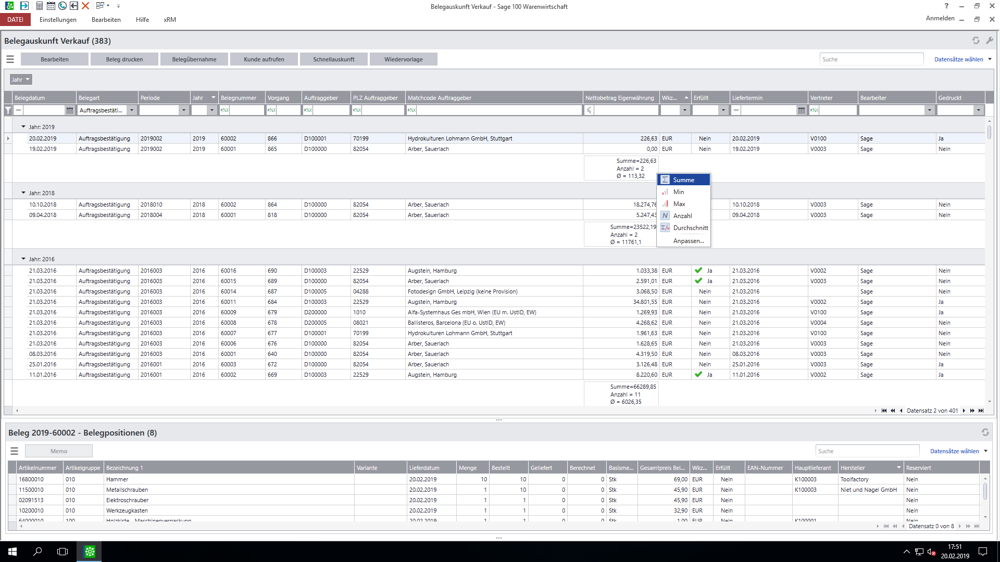 Belegauskunft Verkauf - Sage 100 Warenwirtschaft
DATEI Einstellungen Bearbeiten Hilfe xRM Anmelden
Belegauskunft Verkauf (383)
Bearbeiten Beleg drucken Belegübernahme Kunde aufrufen Schnellauskunft Wiedervorlage Suche Datensätze wählen
Jahr
Belegdatum Belegart Periode Jahr Belegnummer Vorgang Auftraggeber PLZ Auftraggeber Matchcode Auftraggeber Nettobetrag Eigenwährung Wkz... Erfüllt Liefertermin Vertreter Bearbeiter Gedruckt
Auftragsbestäti...
Jahr: 2019
20.02.2019 Auftragsbestätigung 2019002 2019 60002 866 D100001 70199 Hydrokulturen Lohmann GmbH, Stuttgart 226,63 EUR Nein 20.02.2019 V0100 Sage Ja
19.02.2019 Auftragsbestätigung 2019002 2019 60001 865 D100000 82054 Arber, Sauerlach 0,00 EUR Nein 19.02.2019 V0003 Sage Nein
Summe=226,63
Anzahl = 2
Ø = 113,32
Summe
Min
Max
Anzahl
Durchschnitt
Anpassen...
Jahr: 2018
10.10.2018 Auftragsbestätigung 2018010 2018 60002 864 D100000 82054 Arber, Sauerlach 18.274,76 10.10.2018 V0003 Sage Nein
09.04.2018 Auftragsbestätigung 2018004 2018 60001 818 D100000 82054 Arber, Sauerlach 5.247,43 09.04.2018 V0003 Sage Nein
Summe=23522,19
Anzahl = 2
Ø = 11761,1
Jahr: 2016
21.03.2016 Auftragsbestätigung 2016003 2016 60016 690 D100003 22529 Augstein, Hamburg 1.033,38 EUR Ja 21.03.2016 V0002 Sage Nein
21.03.2016 Auftragsbestätigung 2016003 2016 60015 689 D100000 82054 Arber, Sauerlach 2.591,01 EUR Ja 21.03.2016 V0003 Sage Nein
21.03.2016 Auftragsbestätigung 2016003 2016 60014 687 D100005 04288 Fotodesign GmbH, Leipzig (keine Provision) 3.068,50 EUR Nein 21.03.2016 Sage Nein
21.03.2016 Auftragsbestätigung 2016003 2016 60011 684 D100003 22529 Augstein, Hamburg 34.801,55 EUR Nein 21.03.2016 V0002 Sage Ja
21.03.2016 Auftragsbestätigung 2016003 2016 60009 679 D200000 1010 Alfa-Systemhaus Ges mbH, Wien (EU m. UstID, EW) 1.269,93 EUR Nein 21.03.2016 V0100 Sage Ja
21.03.2016 Auftragsbestätigung 2016003 2016 60008 678 D200005 08021 Ballisteros, Barcelona (EU o. UstID, EW) 4.268,62 EUR Nein 21.03.2016 V0004 Sage Nein
21.03.2016 Auftragsbestätigung 2016003 2016 60007 677 D100001 70199 Hydrokulturen Lohmann GmbH, Stuttgart 1.961,63 EUR Nein 21.03.2016 V0100 Sage Nein
21.03.2016 Auftragsbestätigung 2016003 2016 60006 676 D100000 82054 Arber, Sauerlach 1.628,65 EUR Nein 21.03.2016 V0003 Sage Nein
08.03.2016 Auftragsbestätigung 2016003 2016 60001 640 D100000 82054 Arber, Sauerlach 4.319,50 EUR Nein 08.03.2016 V0003 Sage Nein
25.01.2016 Auftragsbestätigung 2016001 2016 60003 672 D100000 82054 Arber, Sauerlach 3.126,48 EUR Nein 25.01.2016 V0003 Sage Ja
11.01.2016 Auftragsbestätigung 2016001 2016 60002 669 D100003 22529 Augstein, Hamburg 8.220,60 EUR Ja 11.01.2016 V0002 Sage Ja
Summe=66289,85
Anzahl = 11
Ø = 6026,35
Datensatz 2 von 401
Beleg 2019-60002 - Belegpositionen (8)
Memo Suche Datensätze wählen
Artikelnummer Artikelgruppe Bezeichnung 1 Variante Lieferdatum Menge Bestellt Geliefert Berechnet Basisme... Gesamtpreis Bel... Wkz... Erfüllt EAN-Nummer Hauptlieferant Hersteller Reserviert
16800010 010 Hammer 20.02.2019 10 10 0 0 Stk 69,00 EUR Nein K100003 Toolfactory Nein
11500010 010 Metallschrauben 20.02.2019 1 10 0 0 Stk 45,90 EUR Nein K100003 Niet und Nagel GmbH Nein
02091513 010 Elektroschrauber 20.02.2019 1 1 0 0 Stk 45,90 EUR Nein Nein
10200010 010 Werkzeugkasten 20.02.2019 1 1 0 0 Stk 32,90 EUR Nein Nein
64000010 100 Holzkiste - Maschinenverpackung 20.02.2019 1 1 0 0 Stk 1,00 EUR Nein K100001 Nein
Datensatz 0 von 8
17:51
20.02.2019